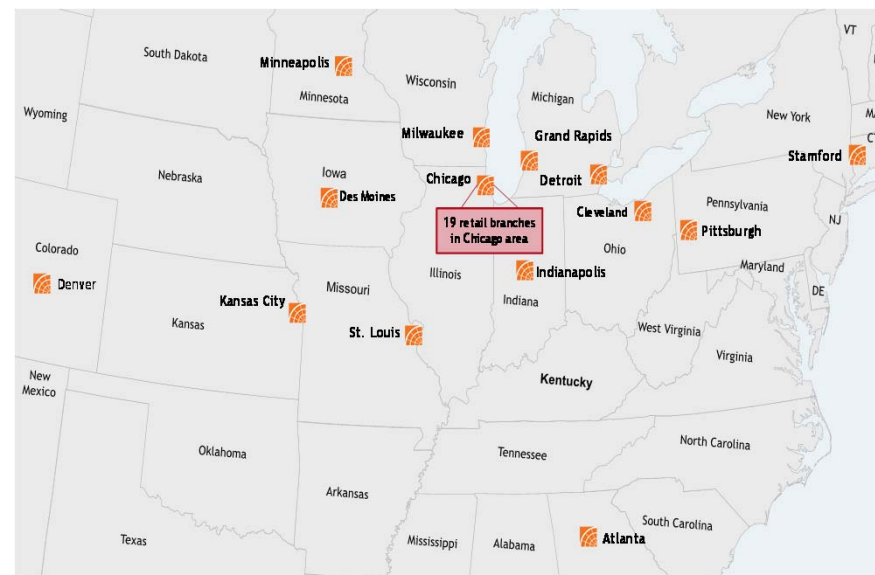 VT
South Dakota
Minneapolis
Wisconsin
Minnesota
Michigan
Wyoming
New York
MA
Milwaukee
Grand Rapids
CT
Stamford
Nebraska
Iowa
Chicago
Detroit
Des Moines
Pennsylvania
Cleveland
19 retail branches
in Chicago area
NJ
Pittsburgh
Colorado
Ohio
Maryland
Illinois
Indianapolis
Denver
Missouri
DE
Kansas City
Indiana
Kansas
St. Louis
West Virginia
Virginia
New
Mexico
Kentucky
North Carolina
Oklahoma
Tennessee
Arkansas
South Carolina
Texas
Mississippi
Alabama
Atlanta